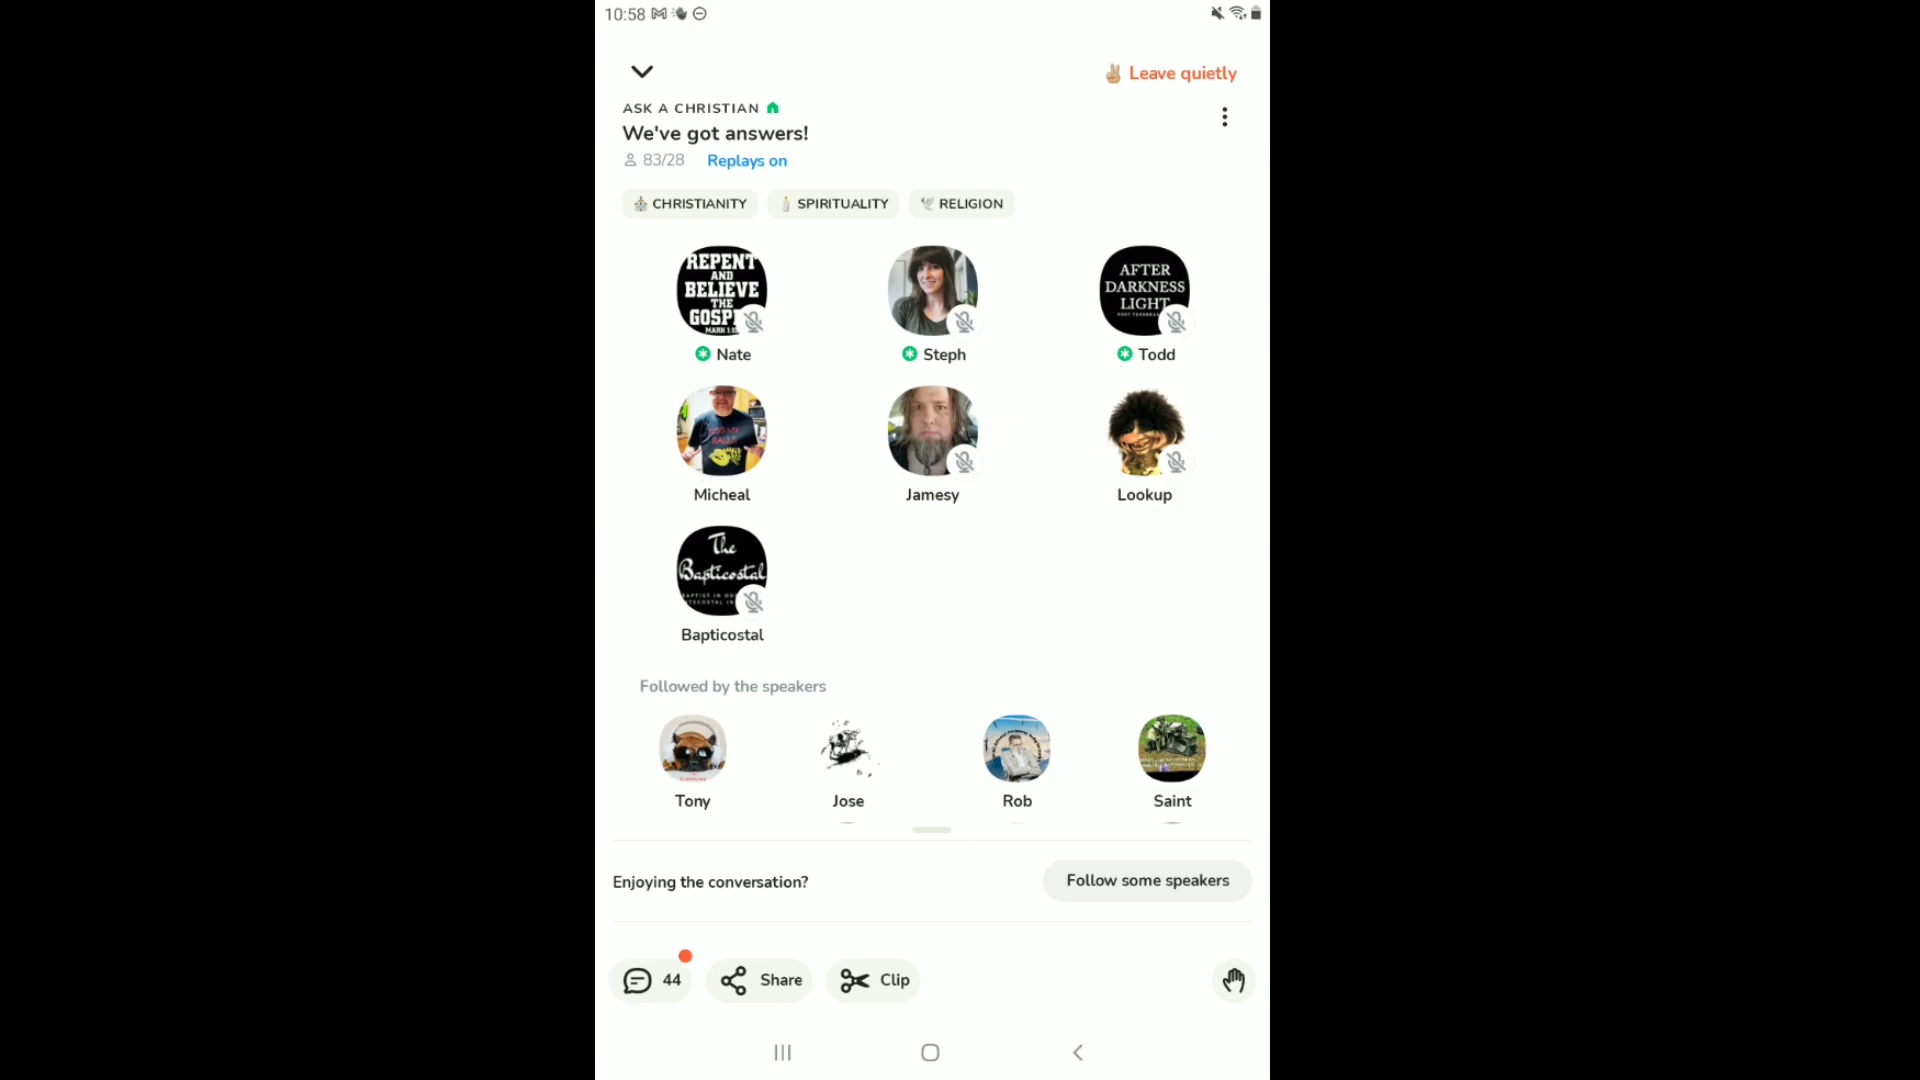 10:58
Leave quietly
ASK A CHRISTIAN
We've got answers!
83/28 Replays on
CHRISTIANITY SPIRITUALITY RELIGION
REPENT
AND
BELIEVE
THE
MARK
AFTER
DARKNESS
LIGHT
Nate Steph Todd
BALLS
Micheal Jamesy Lookup
The
Bapticostal
Bapticostal
Followed by the speakers
Tony Jose Rob Saint
Enjoying the conversation? Follow some speakers
44 Share Clip